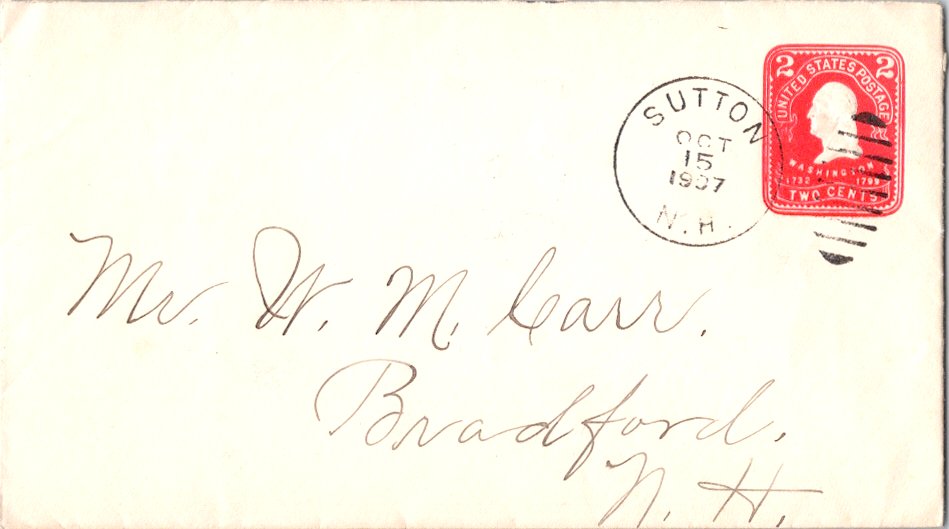 SUTTON
OCT
15
1907
N.H.
2 2
UNITED STATES POSTAGE
WASHINGTON
1732 1799
TWO CENTS
Mr. W. M. Carr.
Bradford.
N. H.